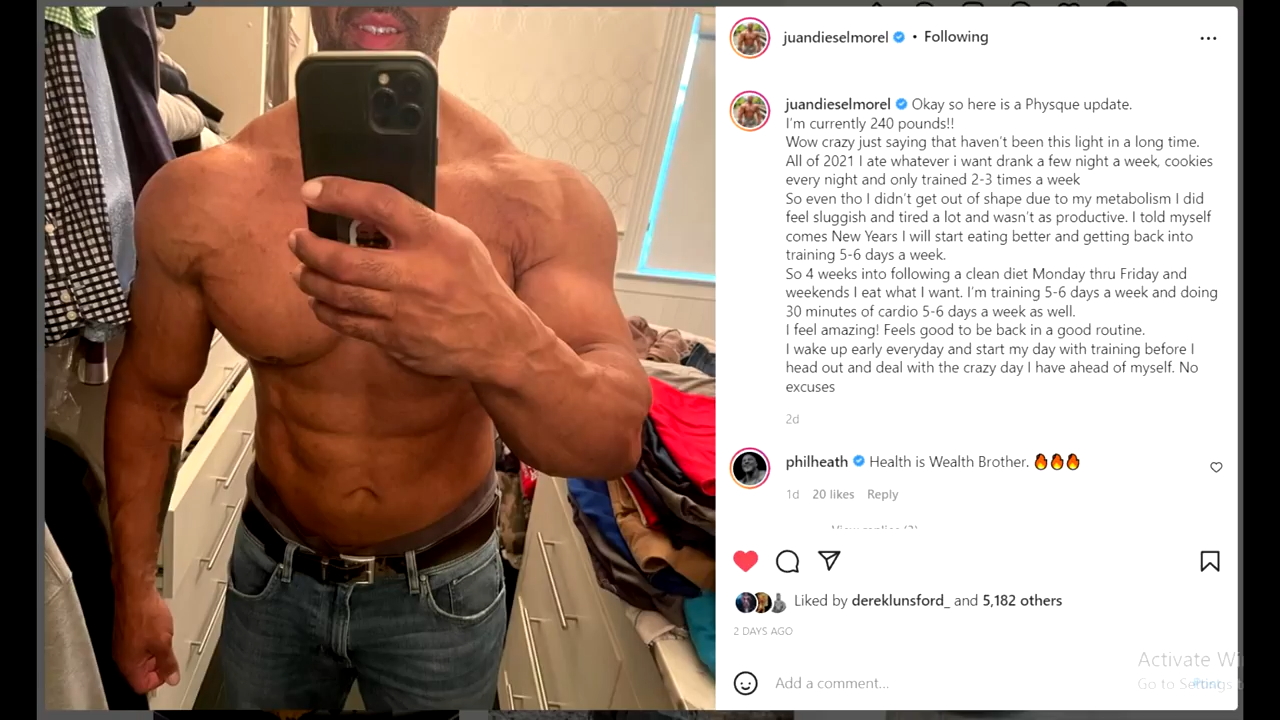 juandieselmorel • Following
juandieselmorel Okay so here is a Physque update.
I'm currently 240 pounds!!
Wow crazy just saying that haven't been this light in a long time.
All of 2021 I ate whatever i want drank a few night a week, cookies
every night and only trained 2-3 times a week
So even tho I didn't get out of shape due to my metabolism I did
feel sluggish and tired a lot and wasn't as productive. I told myself
comes New Years I will start eating better and getting back into
training 5-6 days a week.
So 4 weeks into following a clean diet Monday thru Friday and
weekends I eat what I want. I'm training 5-6 days a week and doing
30 minutes of cardio 5-6 days a week as well.
I feel amazing! Feels good to be back in a good routine.
I wake up early everyday and start my day with training before I
head out and deal with the crazy day I have ahead of myself. No
excuses
2d
philheath Health is Wealth Brother. 🔥🔥🔥
1d 20 likes Reply
Liked by dereklunsford_ and 5,182 others
2 DAYS AGO
Activate Wi
Add a comment...
Go to Settings t